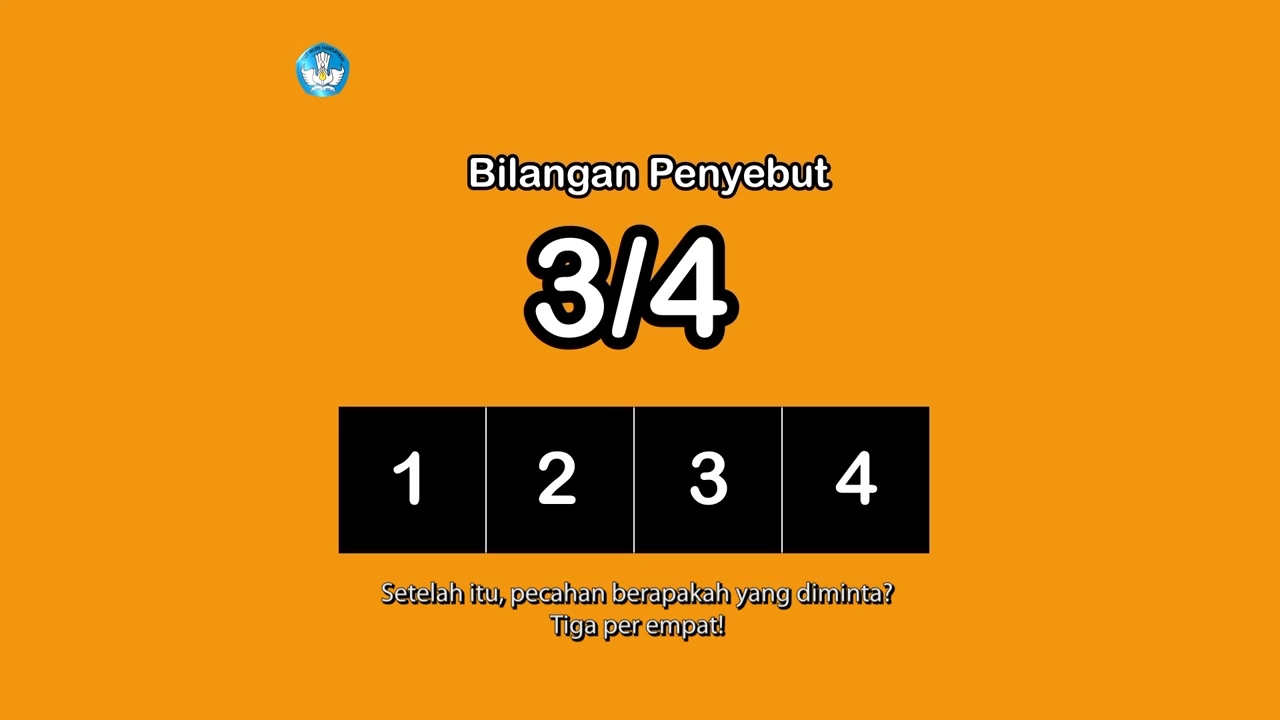 Bilangan Penyebut
3/4
1 2 3 4
Setelah itu, pecahan berapakah yang diminta?
Tiga per empat!